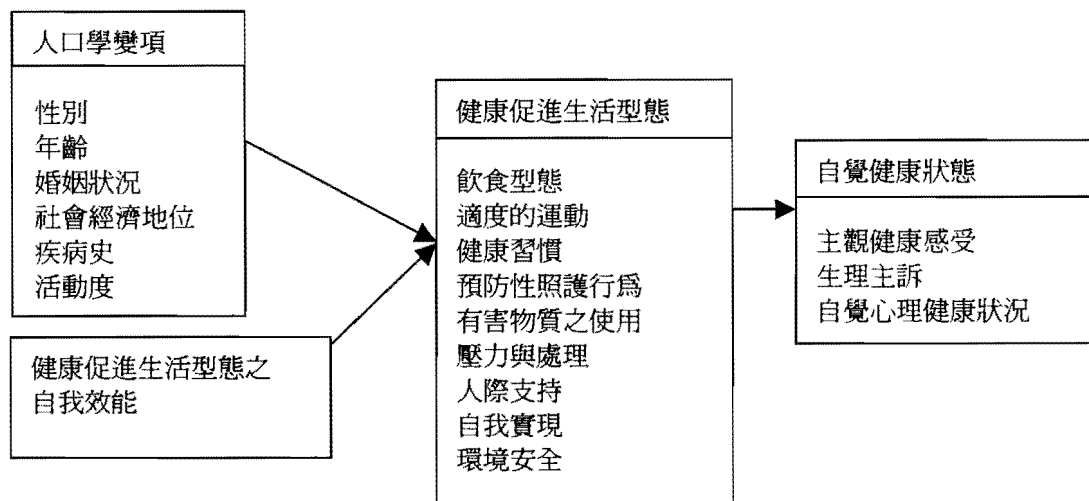 人口學變項
性別
年齡
婚姻狀況
社會經濟地位
疾病史
活動度
健康促進生活型態之
自我效能
健康促進生活型態
飲食型態
適度的運動
健康習慣
預防性照護行爲
有害物質之使用
壓力與處理
人際支持
自我實現
環境安全
自覺健康狀態
主觀健康感受
生理主訴
自覺心理健康狀況